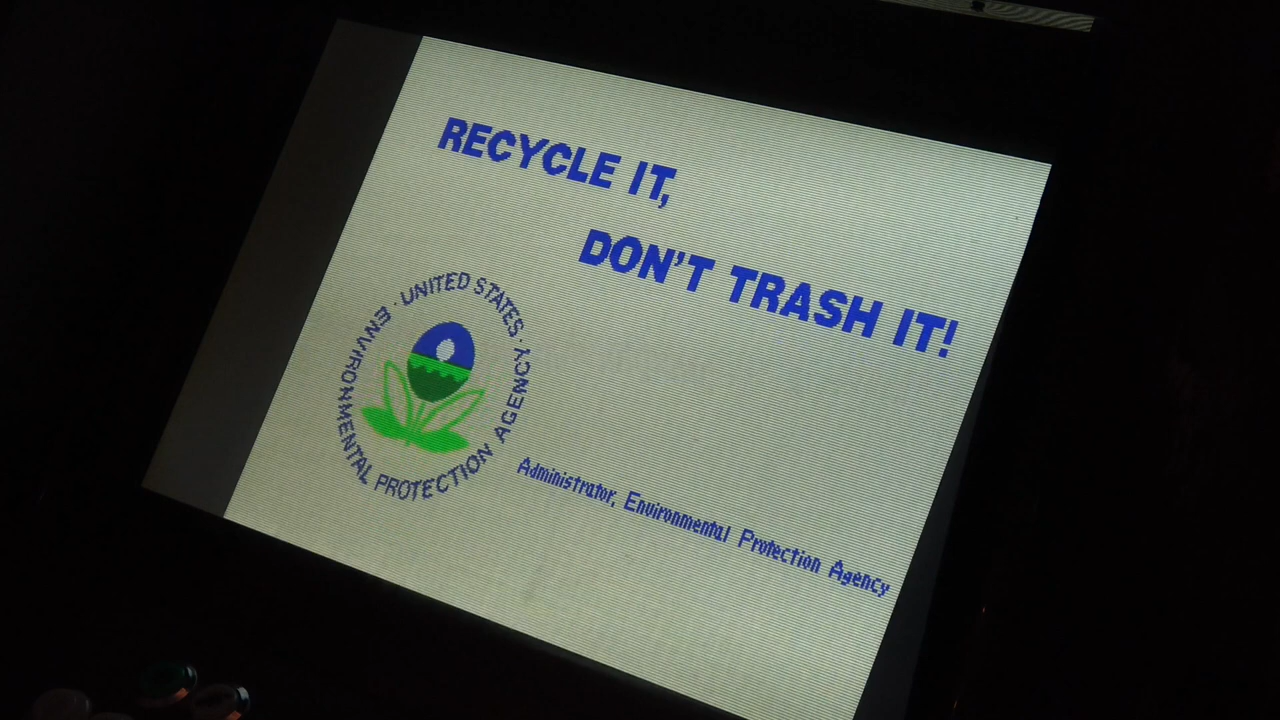 RECYCLE IT,
DON'T TRASH IT!
UNITED STATES · ENVIRONMENTAL PROTECTION AGENCY ·
Administrator, Environmental Protection Agency